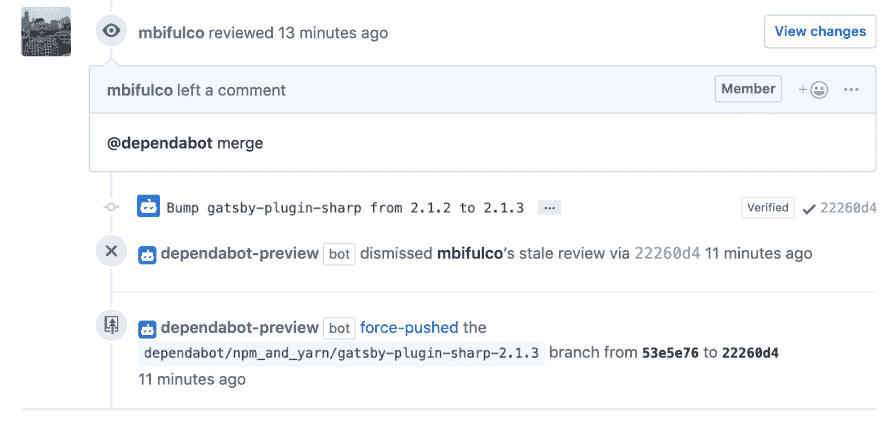 mbifulco reviewed 13 minutes ago View changes
mbifulco left a comment Member
@dependabot merge
Bump gatsby-plugin-sharp from 2.1.2 to 2.1.3 ... Verified 22260d4
dependabot-preview bot dismissed mbifulco's stale review via 22260d4 11 minutes ago
dependabot-preview bot force-pushed the
dependabot/npm_and_yarn/gatsby-plugin-sharp-2.1.3 branch from 53e5e76 to 22260d4
11 minutes ago